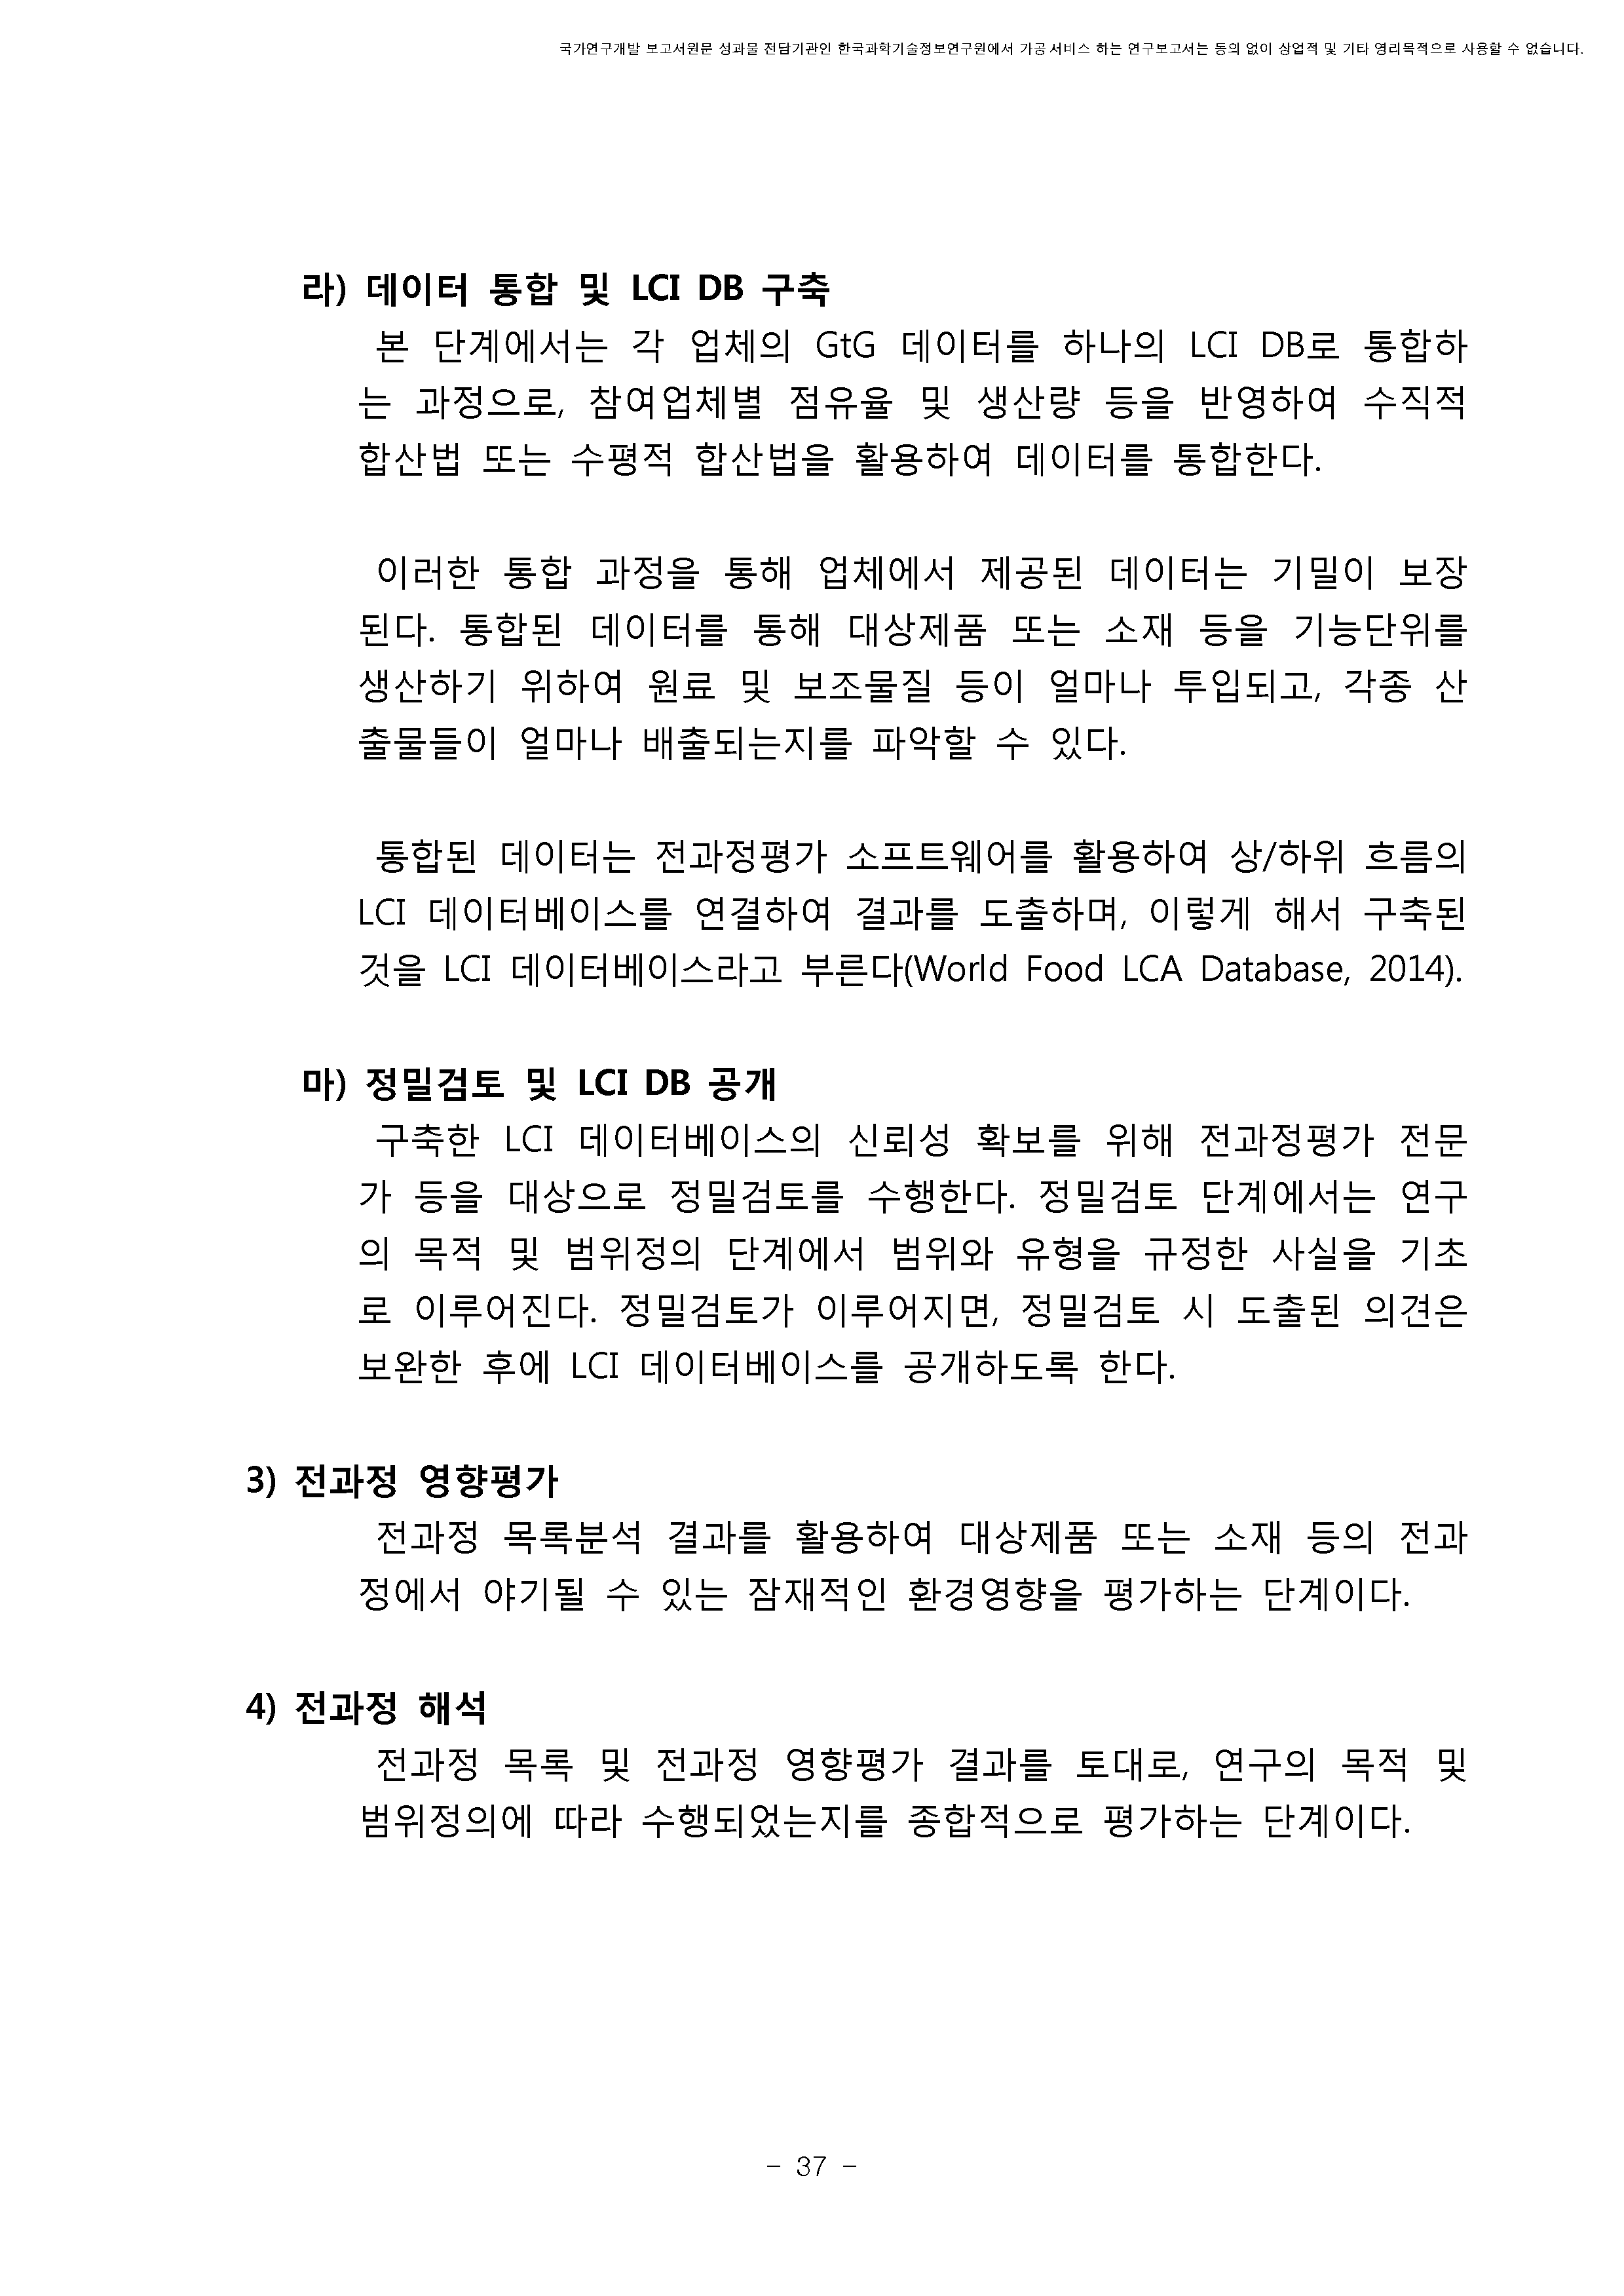 국가연구개발 보고서원문 성과물 전담기관인 한국과학기술정보연구원에서 가공·서비스 하는 연구보고서는 동의 없이 상업적 및 기타 영리목적으로 사용할 수 없습니다.
라) 데이터 통합 및 LCI DB 구축
본 단계에서는 각 업체의 GtG 데이터를 하나의 LCI DB로 통합하
는 과정으로, 참여업체별 점유율 및 생산량 등을 반영하여 수직적
합산법 또는 수평적 합산법을 활용하여 데이터를 통합한다.
이러한 통합 과정을 통해 업체에서 제공된 데이터는 기밀이 보장
된다. 통합된 데이터를 통해 대상제품 또는 소재 등을 기능단위를
생산하기 위하여 원료 및 보조물질 등이 얼마나 투입되고, 각종 산
출물들이 얼마나 배출되는지를 파악할 수 있다.
통합된 데이터는 전과정평가 소프트웨어를 활용하여 상/하위 흐름의
LCI 데이터베이스를 연결하여 결과를 도출하며, 이렇게 해서 구축된
것을 LCI 데이터베이스라고 부른다(World Food LCA Database, 2014).
마) 정밀검토 및 LCI DB 공개
구축한 LCI 데이터베이스의 신뢰성 확보를 위해 전과정평가 전문
가 등을 대상으로 정밀검토를 수행한다. 정밀검토 단계에서는 연구
의 목적 및 범위정의 단계에서 범위와 유형을 규정한 사실을 기초
로 이루어진다. 정밀검토가 이루어지면, 정밀검토 시 도출된 의견은
보완한 후에 LCI 데이터베이스를 공개하도록 한다.
3) 전과정 영향평가
전과정 목록분석 결과를 활용하여 대상제품 또는 소재 등의 전과
정에서 야기될 수 있는 잠재적인 환경영향을 평가하는 단계이다.
4) 전과정 해석
전과정 목록 및 전과정 영향평가 결과를 토대로, 연구의 목적 및
범위정의에 따라 수행되었는지를 종합적으로 평가하는 단계이다.
- 37 -